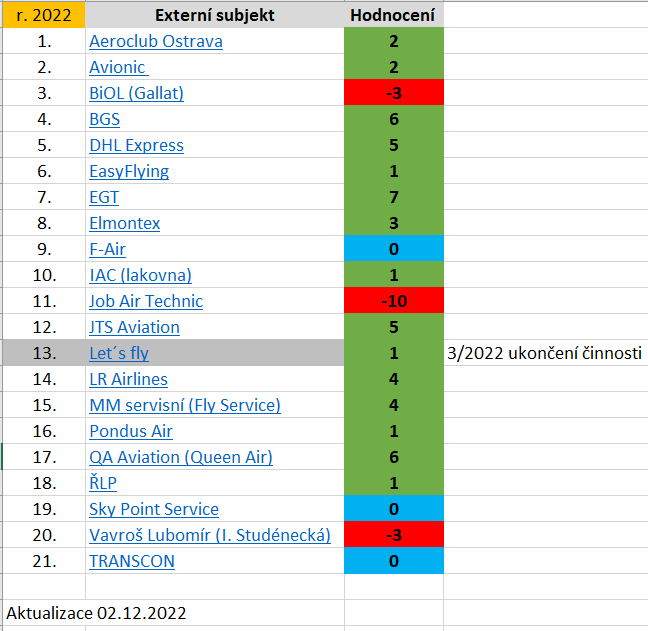 r. 2022 Externí subjekt Hodnocení
1. Aeroclub Ostrava 2
2. Avionic 2
3. BiOL (Gallat) -3
4. BGS 6
5. DHL Express 5
6. EasyFlying 1
7. EGT 7
8. Elmontex 3
9. F-Air 0
10. IAC (lakovna) 1
11. Job Air Technic -10
12. JTS Aviation 5
13. Let´s fly 1 3/2022 ukončení činnosti
14. LR Airlines 4
15. MM servisní (Fly Service) 4
16. Pondus Air 1
17. QA Aviation (Queen Air) 6
18. ŘLP 1
19. Sky Point Service 0
20. Vavroš Lubomír (I. Studénecká) -3
21. TRANSCON 0
Aktualizace 02.12.2022